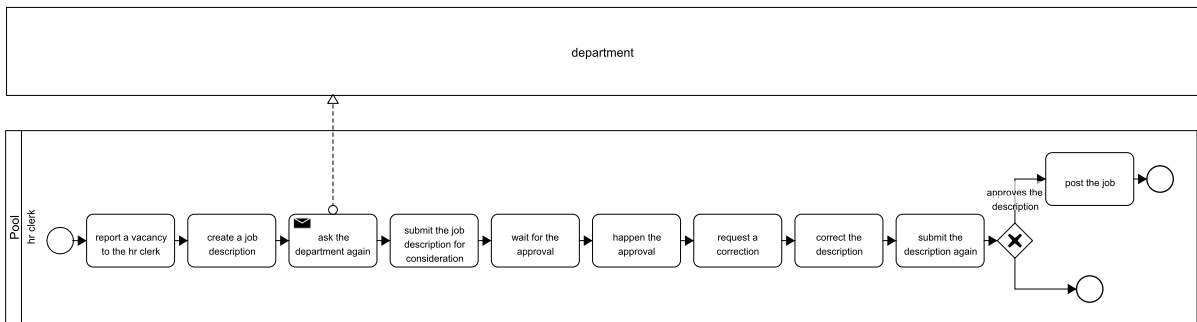 department
Pool
hr clerk
report a vacancy
to the hr clerk
create a job
description
ask the
department again
submit the job
description for
consideration
wait for the
approval
happen the
approval
request a
correction
correct the
description
submit the
description again
approves the
description
post the job